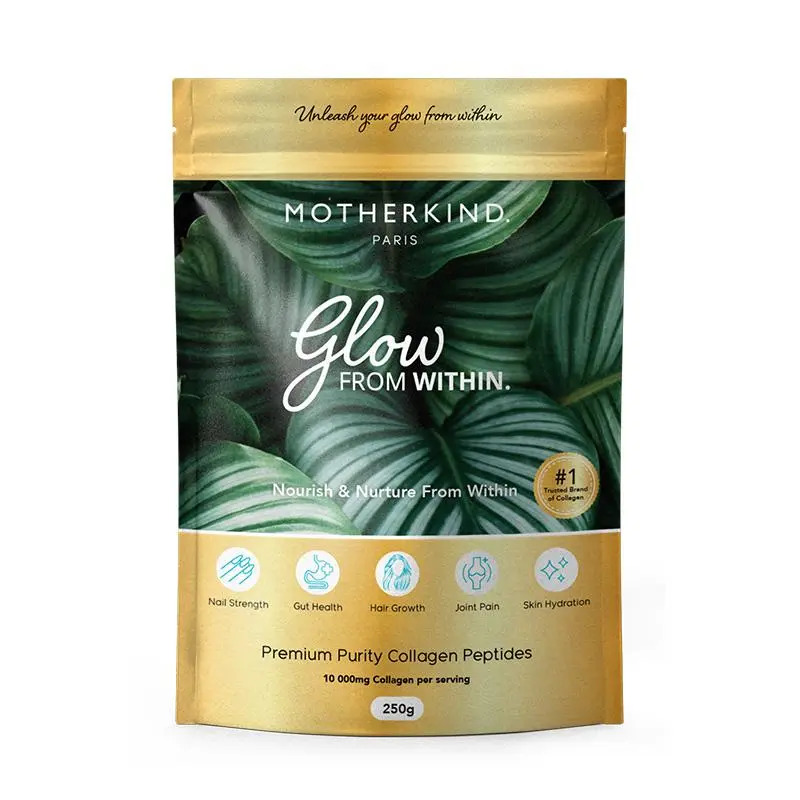 Unleash your glow from within
MOTHERKIND.
PARIS
Glow
FROM WITHIN.
Nourish & Nurture From Within
#1
Trusted Brand
of Collagen
Nail Strength
Gut Health
Hair Growth
Joint Pain
Skin Hydration
Premium Purity Collagen Peptides
10 000mg Collagen per serving
250g